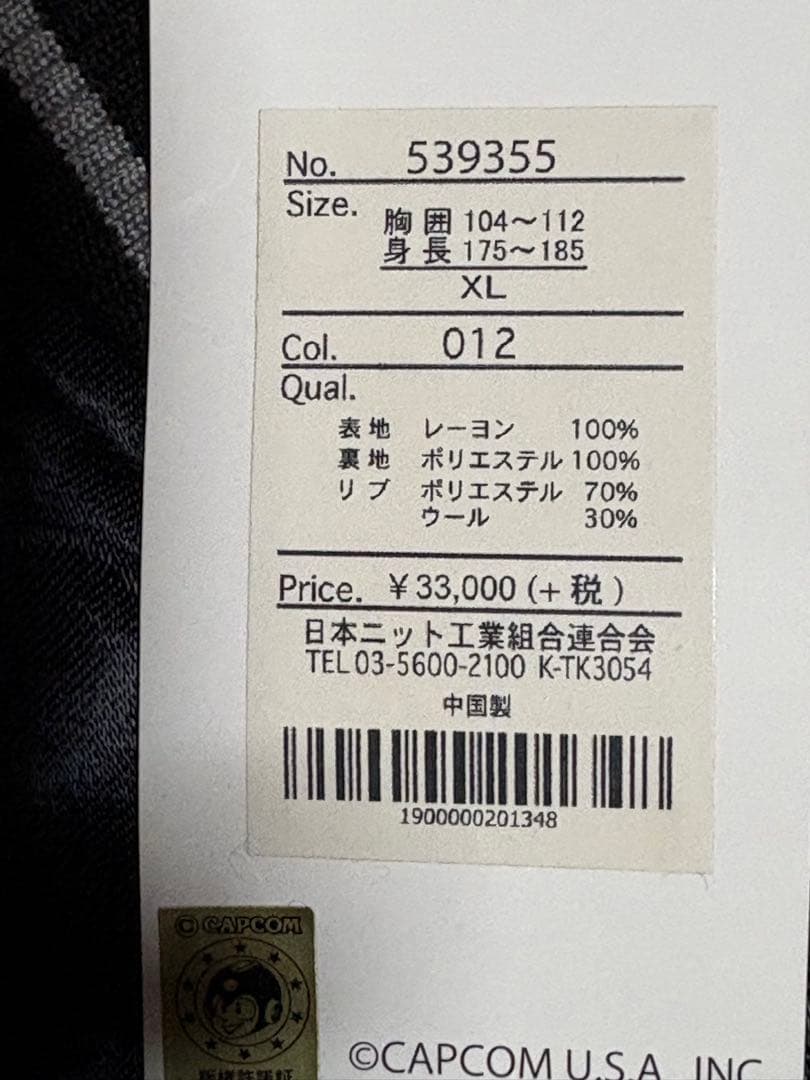 No. 539355
Size.
胸囲 104～112
身長 175～185
XL
Col. 012
Qual.
表地 レーヨン 100%
裏地 ポリエステル 100%
リブ ポリエステル 70%
ウール 30%
Price. ¥33,000 (+税)
日本ニット工業組合連合会
TEL 03-5600-2100 K-TK3054
中国製
1900000201348
©CAPCOM
©CAPCOM U.S.A., INC.